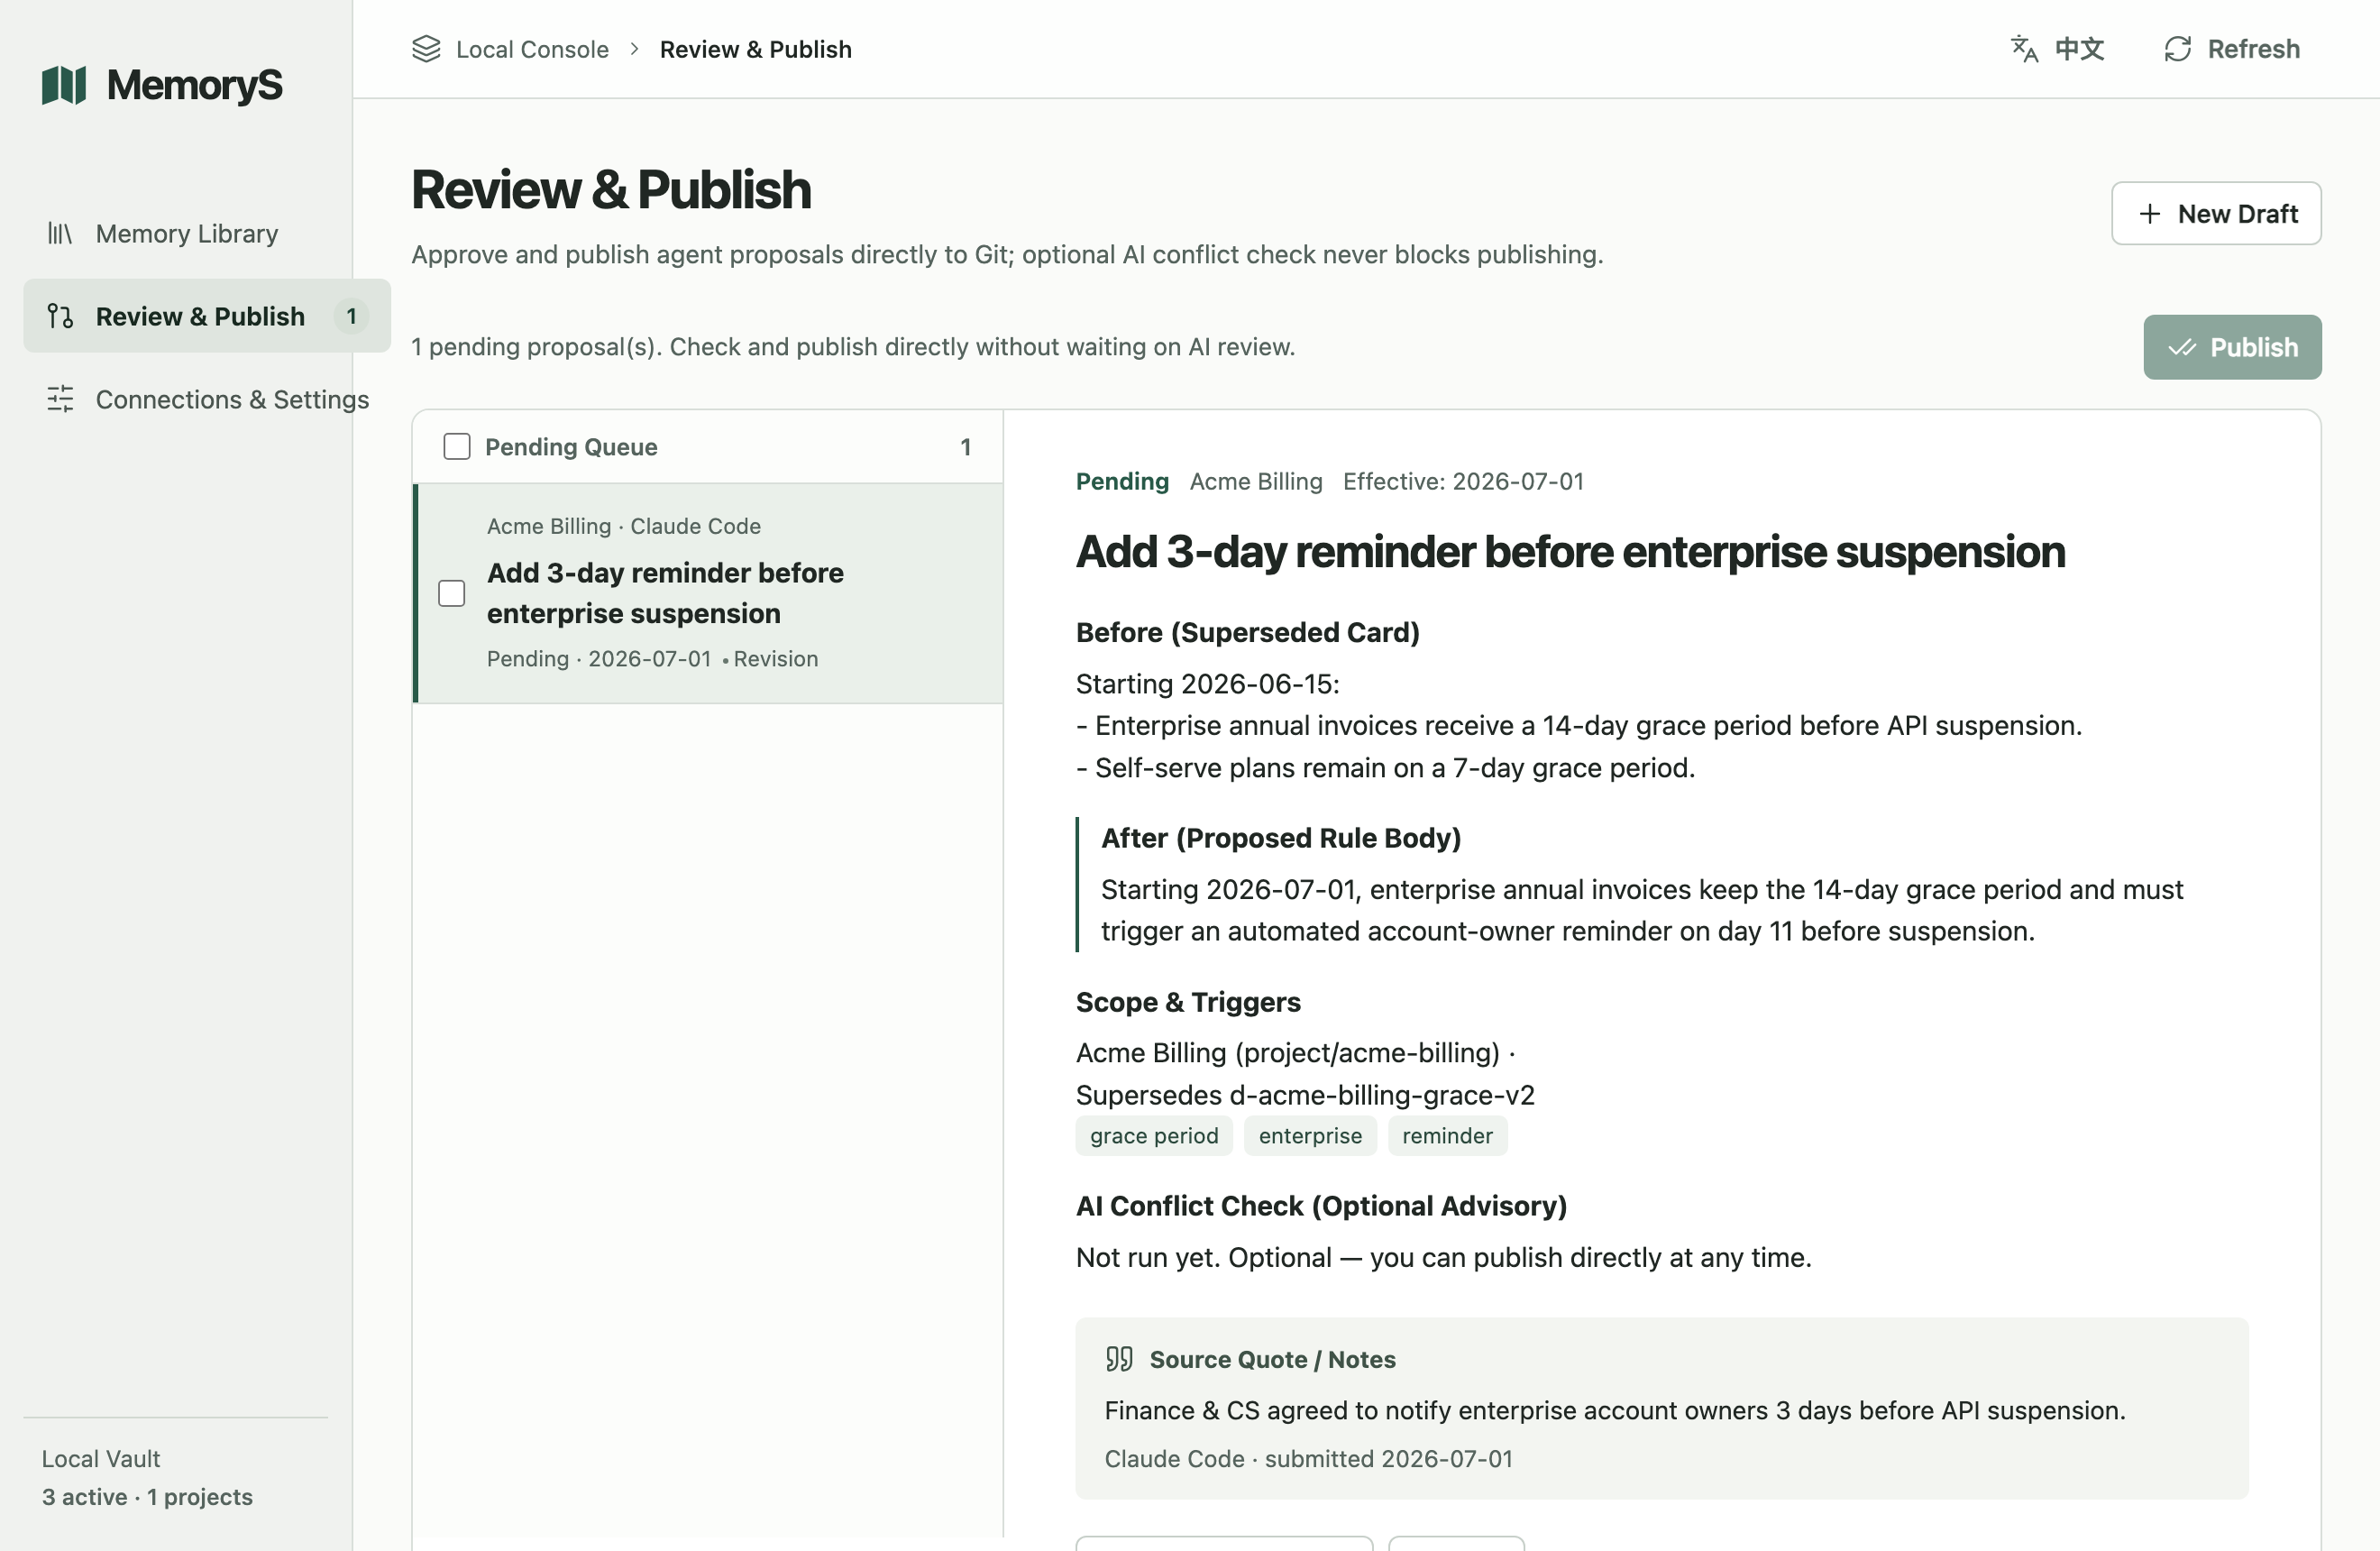 MemoryS
Memory Library
Review & Publish 1
Connections & Settings
Local Vault
3 active · 1 projects
Local Console > Review & Publish
中文
Refresh
Review & Publish
Approve and publish agent proposals directly to Git; optional AI conflict check never blocks publishing.
+ New Draft
1 pending proposal(s). Check and publish directly without waiting on AI review.
Publish
Pending Queue 1
Acme Billing · Claude Code
Add 3-day reminder before
enterprise suspension
Pending · 2026-07-01 • Revision
Pending Acme Billing Effective: 2026-07-01
Add 3-day reminder before enterprise suspension
Before (Superseded Card)
Starting 2026-06-15:
- Enterprise annual invoices receive a 14-day grace period before API suspension.
- Self-serve plans remain on a 7-day grace period.
After (Proposed Rule Body)
Starting 2026-07-01, enterprise annual invoices keep the 14-day grace period and must
trigger an automated account-owner reminder on day 11 before suspension.
Scope & Triggers
Acme Billing (project/acme-billing) ·
Supersedes d-acme-billing-grace-v2
grace period enterprise reminder
AI Conflict Check (Optional Advisory)
Not run yet. Optional — you can publish directly at any time.
Source Quote / Notes
Finance & CS agreed to notify enterprise account owners 3 days before API suspension.
Claude Code · submitted 2026-07-01